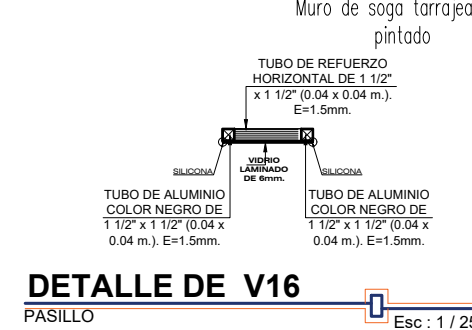 Muro de soga tarrajea
pintado
TUBO DE REFUERZO
HORIZONTAL DE 1 1/2"
x 1 1/2" (0.04 x 0.04 m.).
E=1.5mm.
SILICONA
VIDRIO
LAMINADO
DE 6mm.
SILICONA
TUBO DE ALUMINIO
COLOR NEGRO DE
1 1/2" x 1 1/2" (0.04 x
0.04 m.). E=1.5mm.
TUBO DE ALUMINIO
COLOR NEGRO DE
1 1/2" x 1 1/2" (0.04 x
0.04 m.). E=1.5mm.
DETALLE DE V16
PASILLO
Esc : 1 / 25